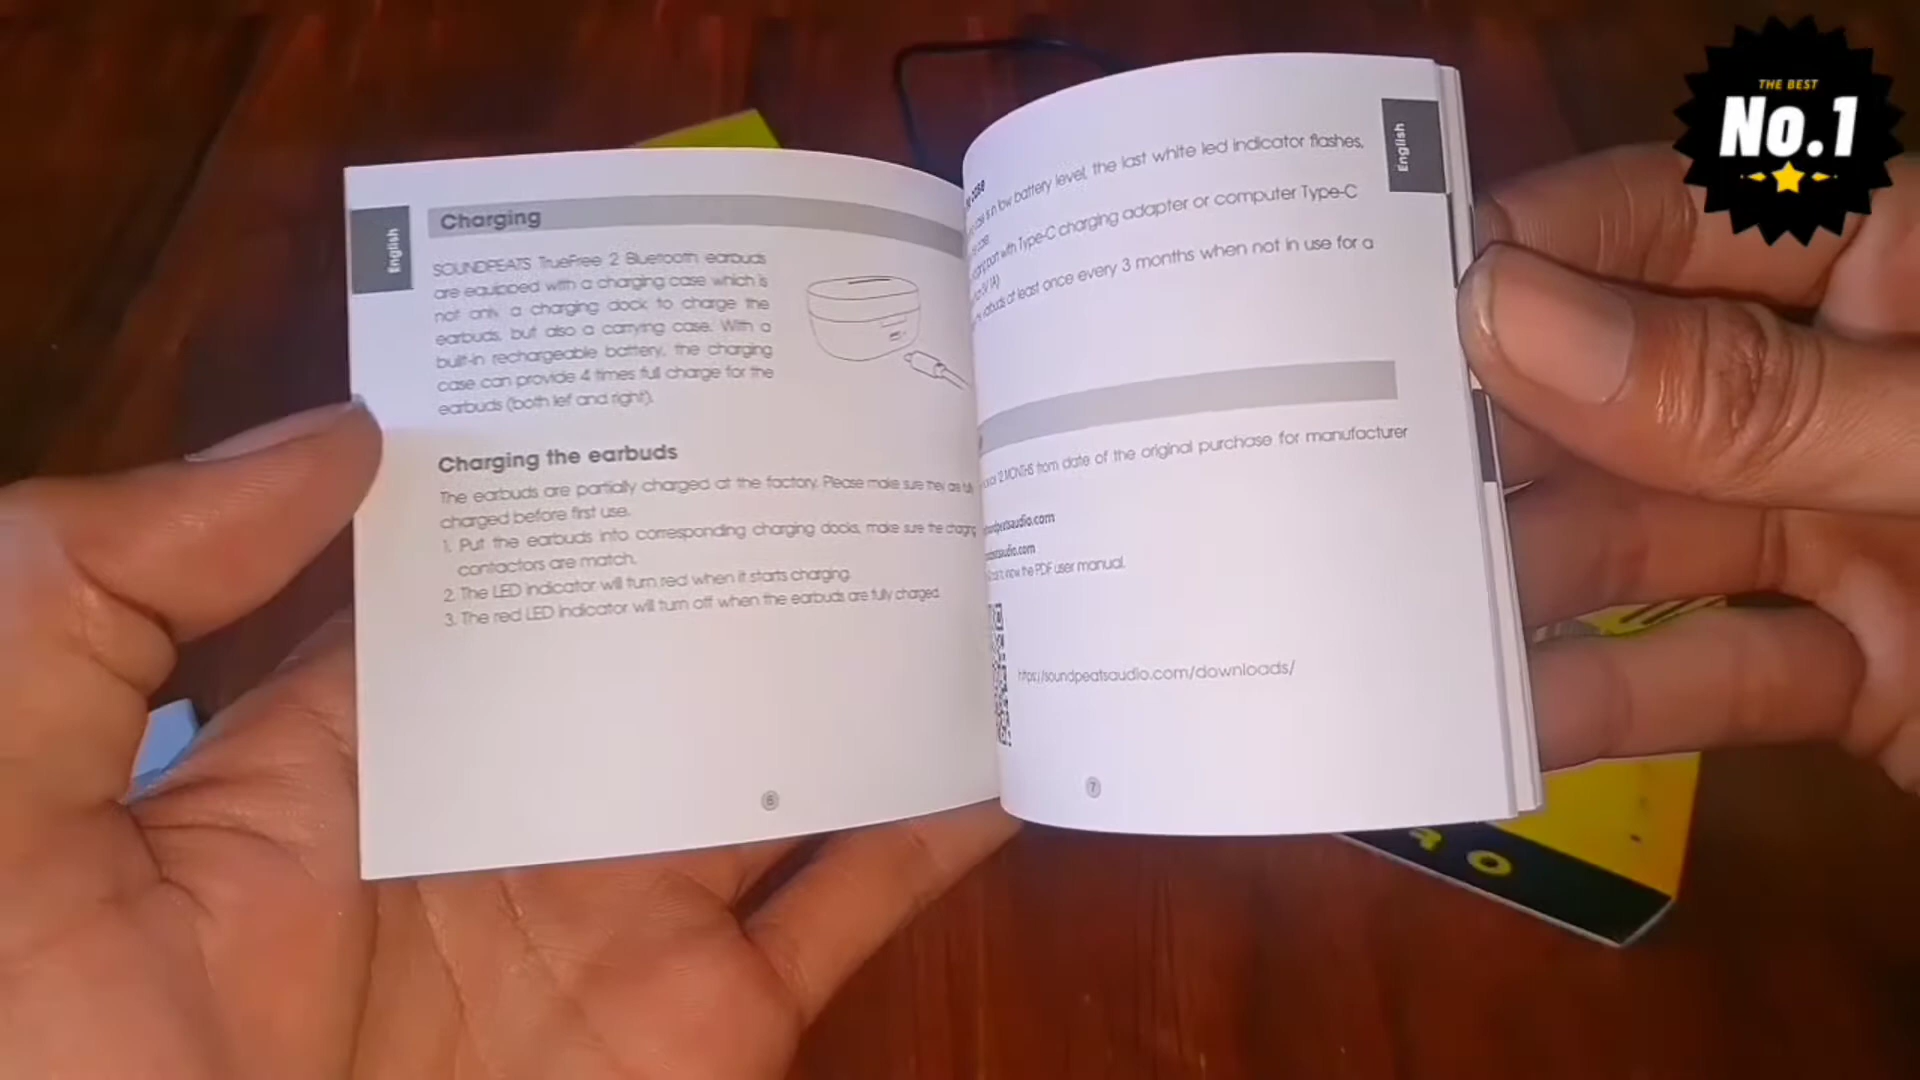 THE BEST
No.1
English
Charging
SOUNDPEATS TrueFree 2 Bluetooth earbuds
are equipped with a charging case which is
not only a charging dock to charge the
earbuds, but also a carrying case. With a
built-in rechargeable battery, the charging
case can provide 4 times full charge for the
earbuds (both lef and right).
Charging the earbuds
The earbuds are partially charged at the factory. Please make sure they are
charged before first use.
1. Put the earbuds into corresponding charging docks, make sure the charging
contactors are match.
2. The LED indicator will turn red when it starts charging.
3. The red LED indicator will turn off when the earbuds are fully charged.
6
English
case
low battery level, the last white led indicator flashes,
case.
port with Type-C charging adapter or computer Type-C
at least once every 3 months when not in use for a
12 MONTHS from date of the original purchase for manufacturer
the PDF user manual.
https://soundpeatsaudio.com/downloads/
7